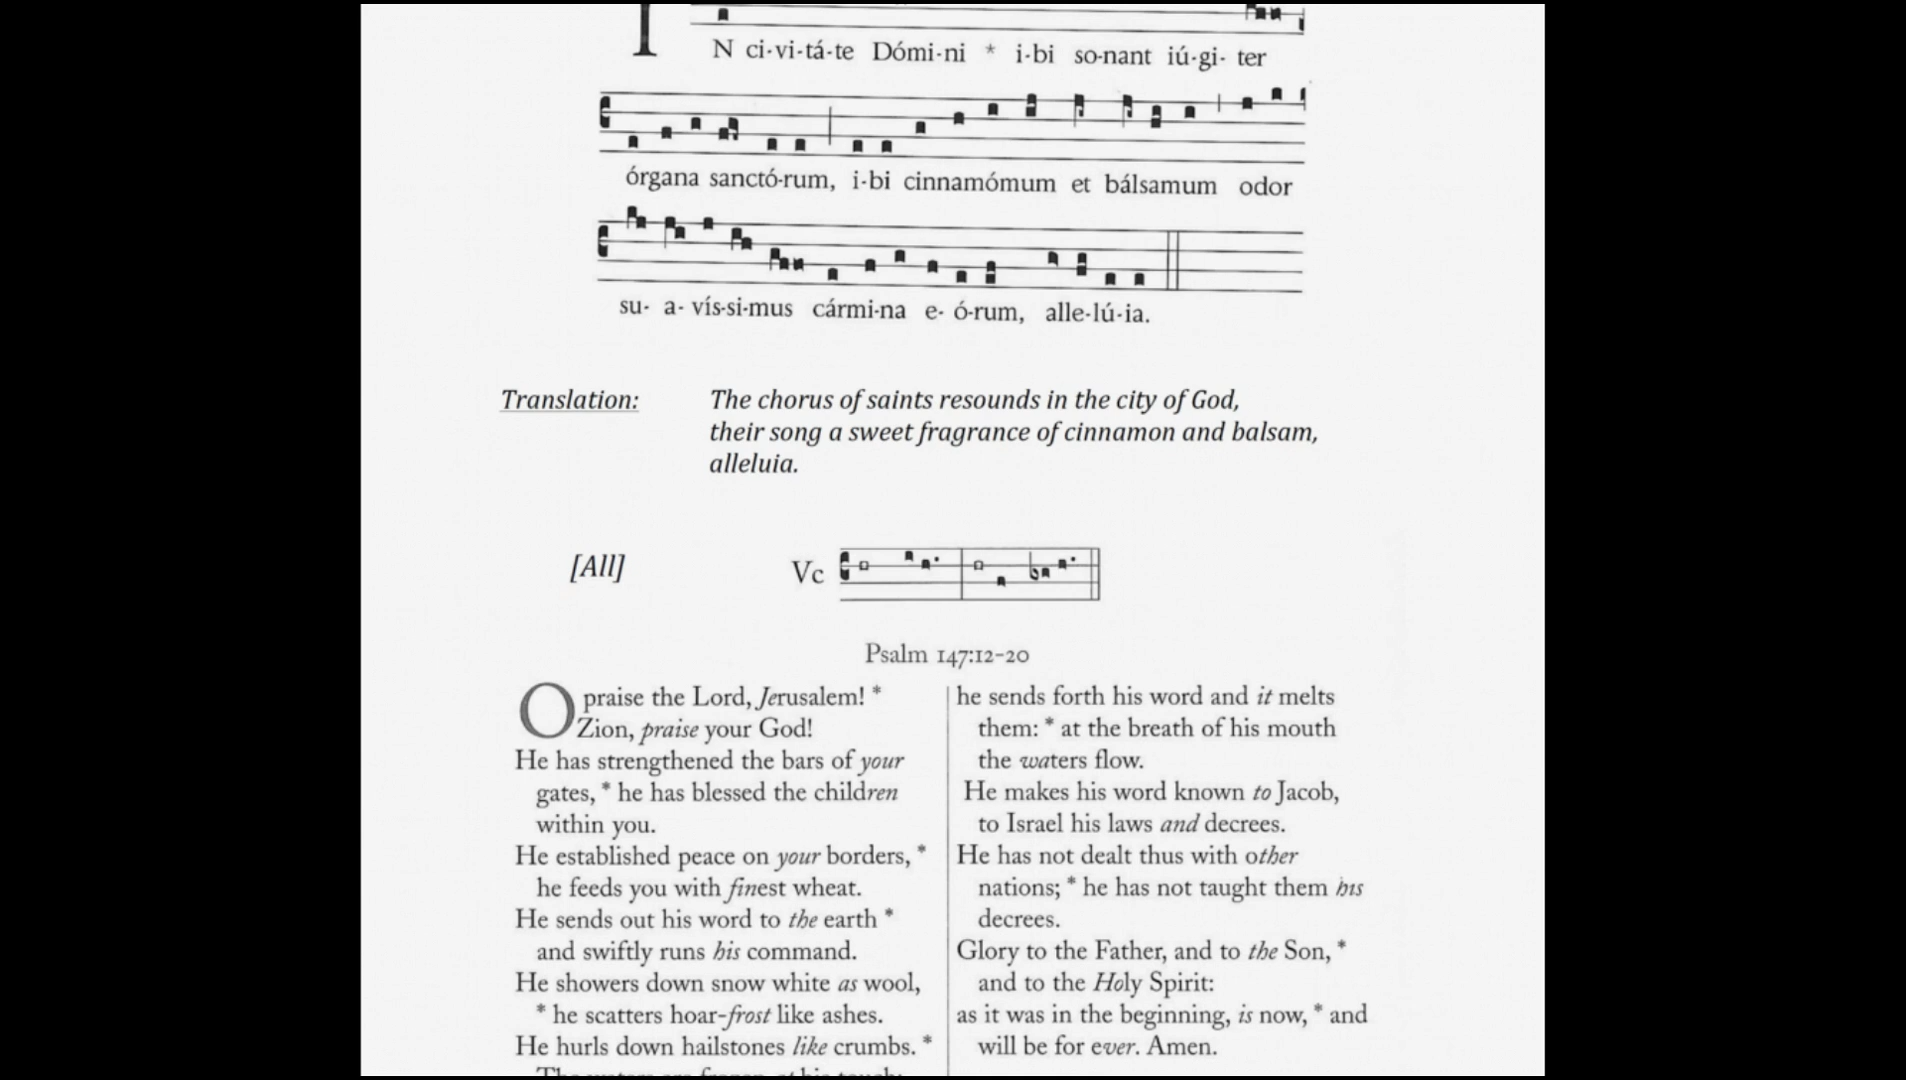 IN ci-vi-tá-te Dómi-ni * i-bi so-nant iú-gi-ter
órgana sanctó-rum, i-bi cinnamómum et bálsamum odor
su- a- vís-si-mus cármi-na e- ó-rum, alle-lú-ia.
Translation: The chorus of saints resounds in the city of God,
their song a sweet fragrance of cinnamon and balsam,
alleluia.
[All] Vc
Psalm 147:12-20
O praise the Lord, Jerusalem! *
Zion, praise your God!
He has strengthened the bars of your
gates, * he has blessed the children
within you.
He established peace on your borders, *
he feeds you with finest wheat.
He sends out his word to the earth *
and swiftly runs his command.
He showers down snow white as wool,
* he scatters hoar-frost like ashes.
He hurls down hailstones like crumbs. *
The waters are frozen at his touch;
he sends forth his word and it melts
them: * at the breath of his mouth
the waters flow.
He makes his word known to Jacob,
to Israel his laws and decrees.
He has not dealt thus with other
nations; * he has not taught them his
decrees.
Glory to the Father, and to the Son, *
and to the Holy Spirit:
as it was in the beginning, is now, * and
will be for ever. Amen.